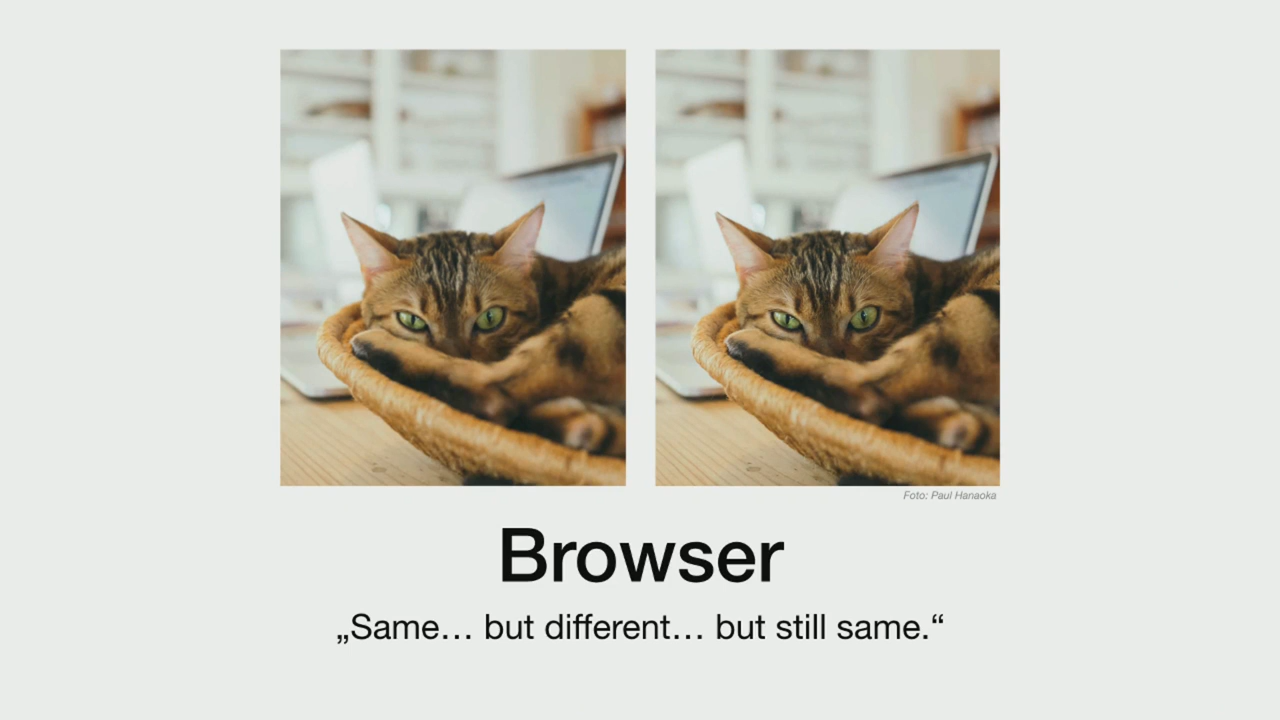 Foto: Paul Hanaoka
Browser
„Same… but different… but still same.“